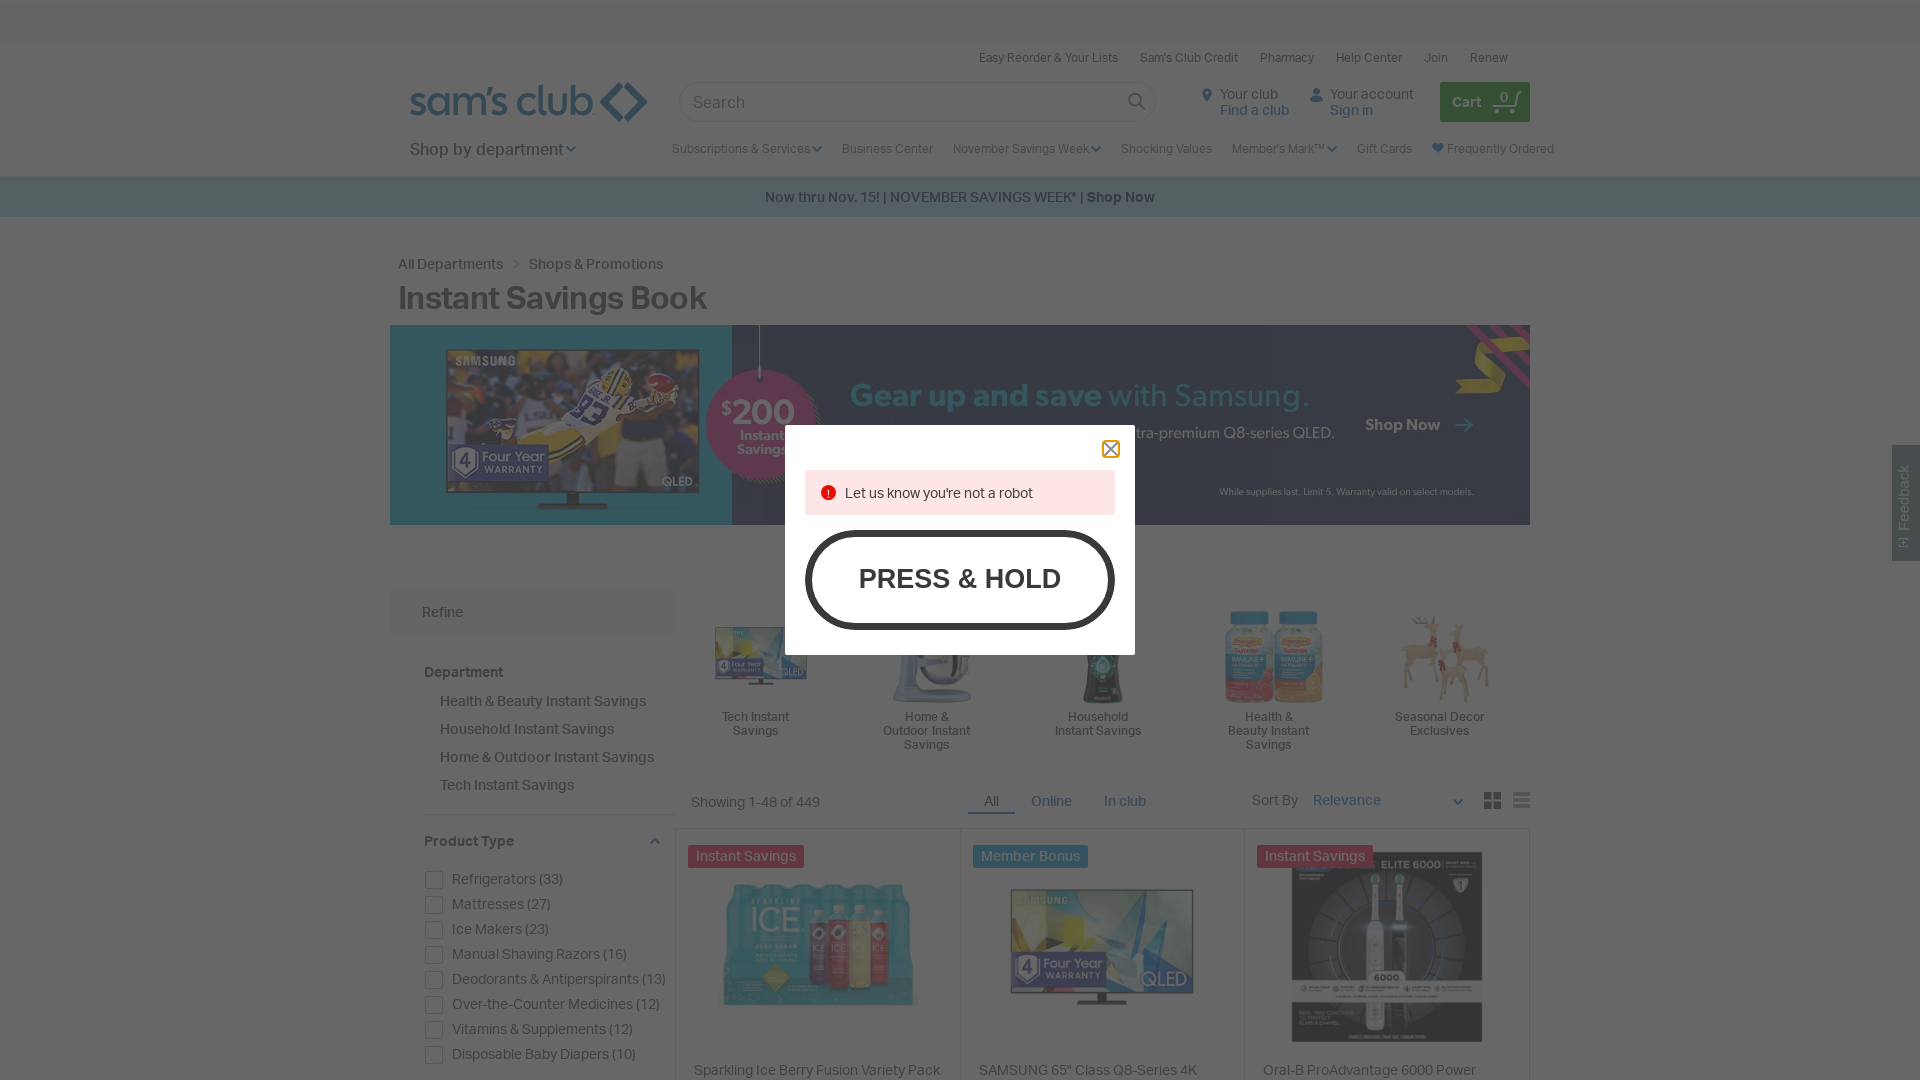 Easy Reorder & Your Lists
Sam's Club Credit
Pharmacy
Help Center
Join
Renew
sam's club
Search
Your club
Find a club
Your account
Sign in
Cart
0
Shop by department
Subscriptions & Services
Business Center
November Savings Week
Shocking Values
Member's Mark™
Gift Cards
Frequently Ordered
Now thru Nov. 15! | NOVEMBER SAVINGS WEEK* | Shop Now
All Departments
Shops & Promotions
Instant Savings Book
SAMSUNG
4 Four Year
WARRANTY
QLED
$200
Instant
Savings
Gear up and save with Samsung.
tra-premium Q8-series QLED.
Shop Now
While supplies last. Limit 5. Warranty valid on select models.
Let us know you're not a robot
PRESS & HOLD
[+] Feedback
Refine
Department
Health & Beauty Instant Savings
Household Instant Savings
Home & Outdoor Instant Savings
Tech Instant Savings
Tech Instant
Savings
Home &
Outdoor Instant
Savings
Household
Instant Savings
Health &
Beauty Instant
Savings
Seasonal Decor
Exclusives
Showing 1-48 of 449
All
Online
In club
Sort By
Relevance
Product Type
Refrigerators (33)
Mattresses (27)
Ice Makers (23)
Manual Shaving Razors (16)
Deodorants & Antiperspirants (13)
Over-the-Counter Medicines (12)
Vitamins & Supplements (12)
Disposable Baby Diapers (10)
Instant Savings
SPARKLING
ICE
Sparkling Ice Berry Fusion Variety Pack
Member Bonus
SAMSUNG
4 Four Year
WARRANTY
QLED
SAMSUNG 65" Class Q8-Series 4K
Instant Savings
ELITE 6000
6000
Oral-B ProAdvantage 6000 Power